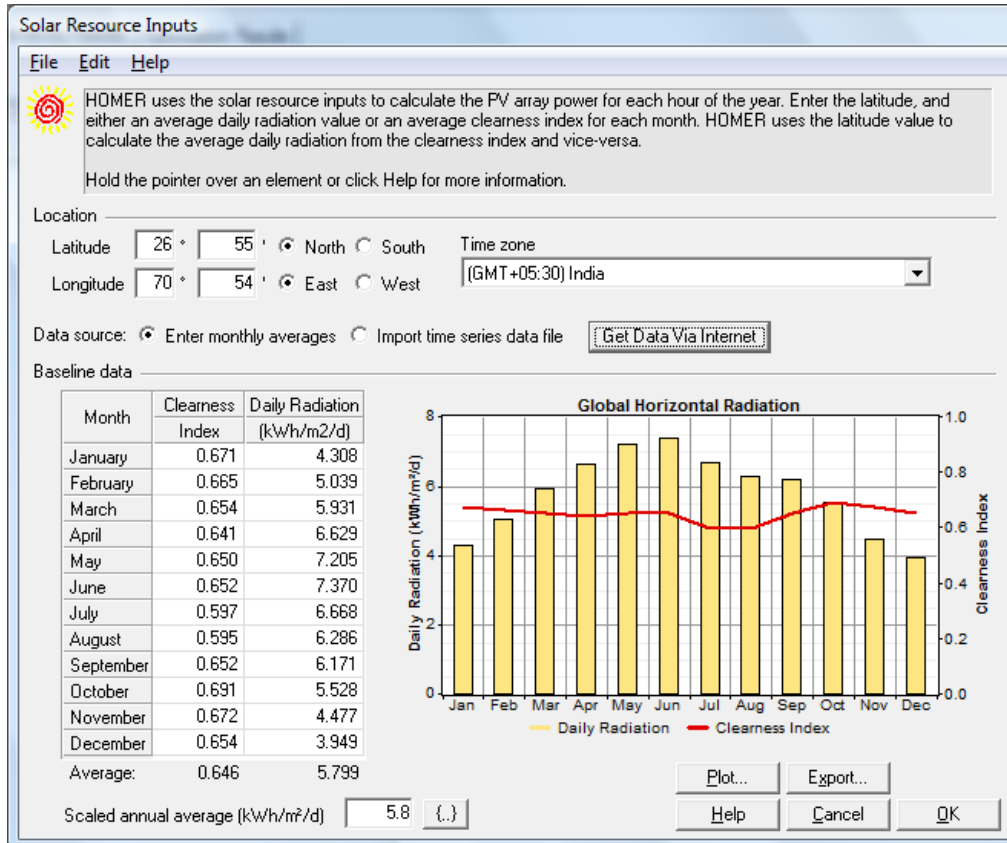 Solar Resource Inputs
File Edit Help
HOMER uses the solar resource inputs to calculate the PV array power for each hour of the year. Enter the latitude, and
either an average daily radiation value or an average clearness index for each month. HOMER uses the latitude value to
calculate the average daily radiation from the clearness index and vice-versa.
Hold the pointer over an element or click Help for more information.
Location
Latitude 26 ° 55 ' North South
Time zone
Longitude 70 ° 54 ' East West
(GMT+05:30) India
Data source: Enter monthly averages Import time series data file Get Data Via Internet
Baseline data
Month Clearness Index Daily Radiation (kWh/m2/d)
January 0.671 4.308
February 0.665 5.039
March 0.654 5.931
April 0.641 6.629
May 0.650 7.205
June 0.652 7.370
July 0.597 6.668
August 0.595 6.286
September 0.652 6.171
October 0.691 5.528
November 0.672 4.477
December 0.654 3.949
Average: 0.646 5.799
Scaled annual average (kWh/m²/d) 5.8 {..}
Global Horizontal Radiation
Daily Radiation (kWh/m²/d)
8
6
4
2
0
1.0
0.8
0.6
0.4
0.2
0.0
Clearness Index
Jan Feb Mar Apr May Jun Jul Aug Sep Oct Nov Dec
Daily Radiation Clearness Index
Plot... Export...
Help Cancel OK